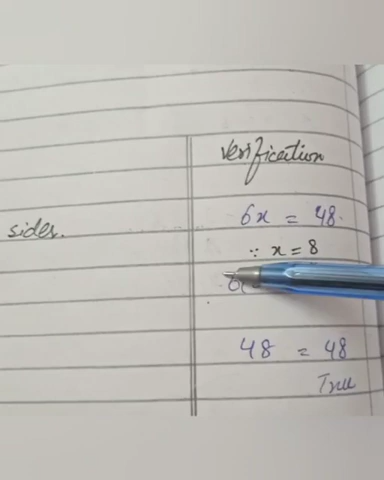 verification
6x = 48.
sides.
∵ x = 8
48 = 48
True